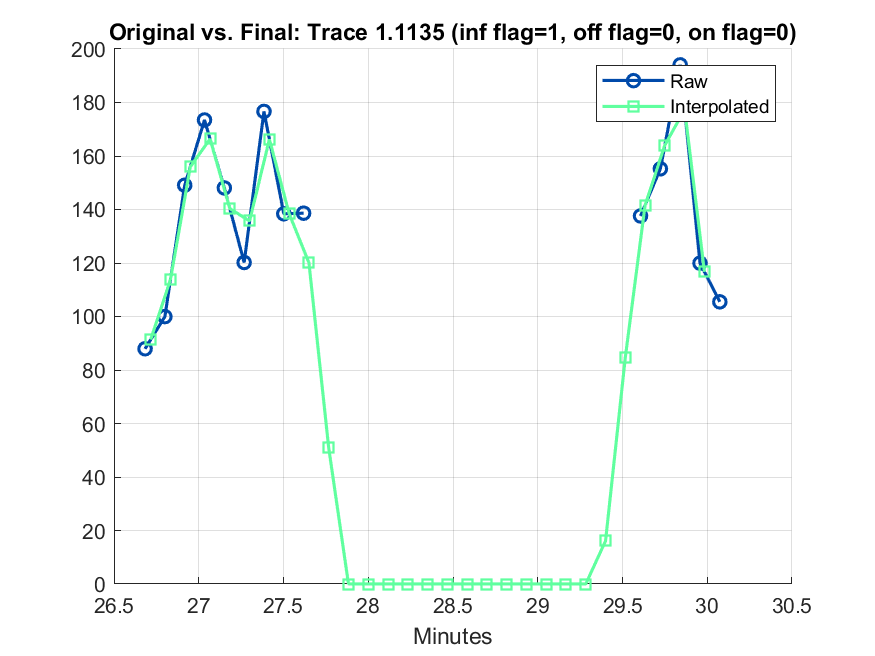 Original vs. Final: Trace 1.1135 (inf flag=1, off flag=0, on flag=0)
200
180
160
140
120
100
80
60
40
20
0
Raw
Interpolated
26.5 27 27.5 28 28.5 29 29.5 30 30.5
Minutes